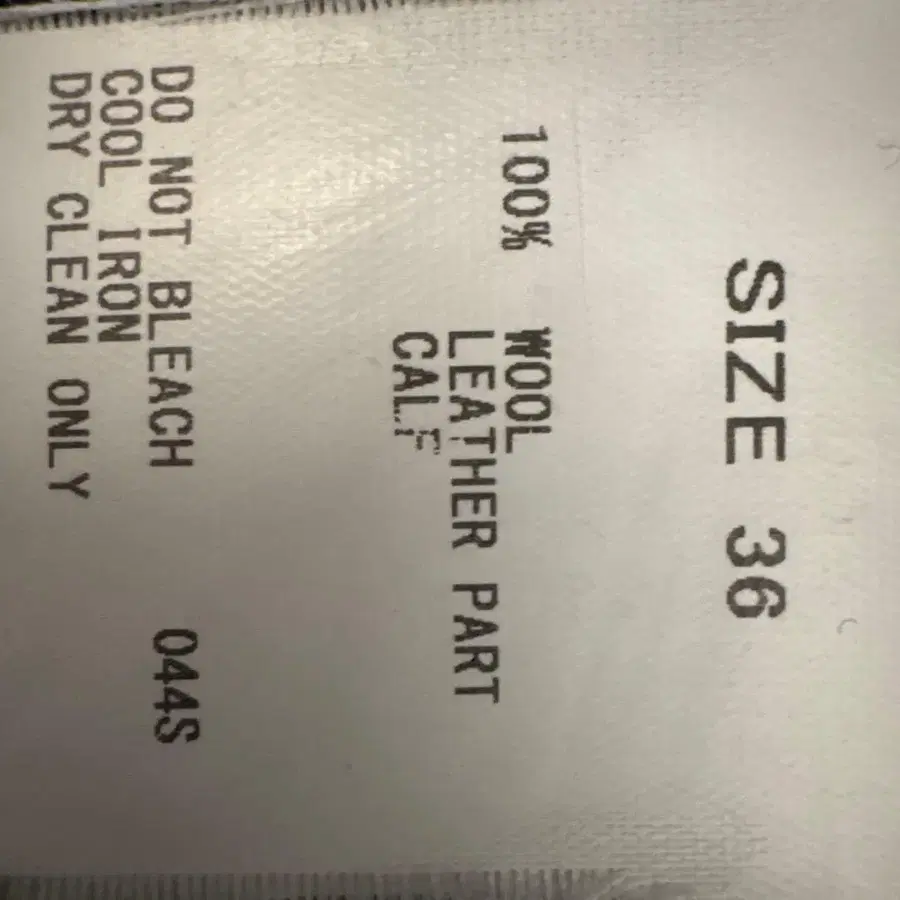 SIZE 36
100% WOOL
LEATHER PART
CALF
DO NOT BLEACH 044S
COOL IRON
DRY CLEAN ONLY